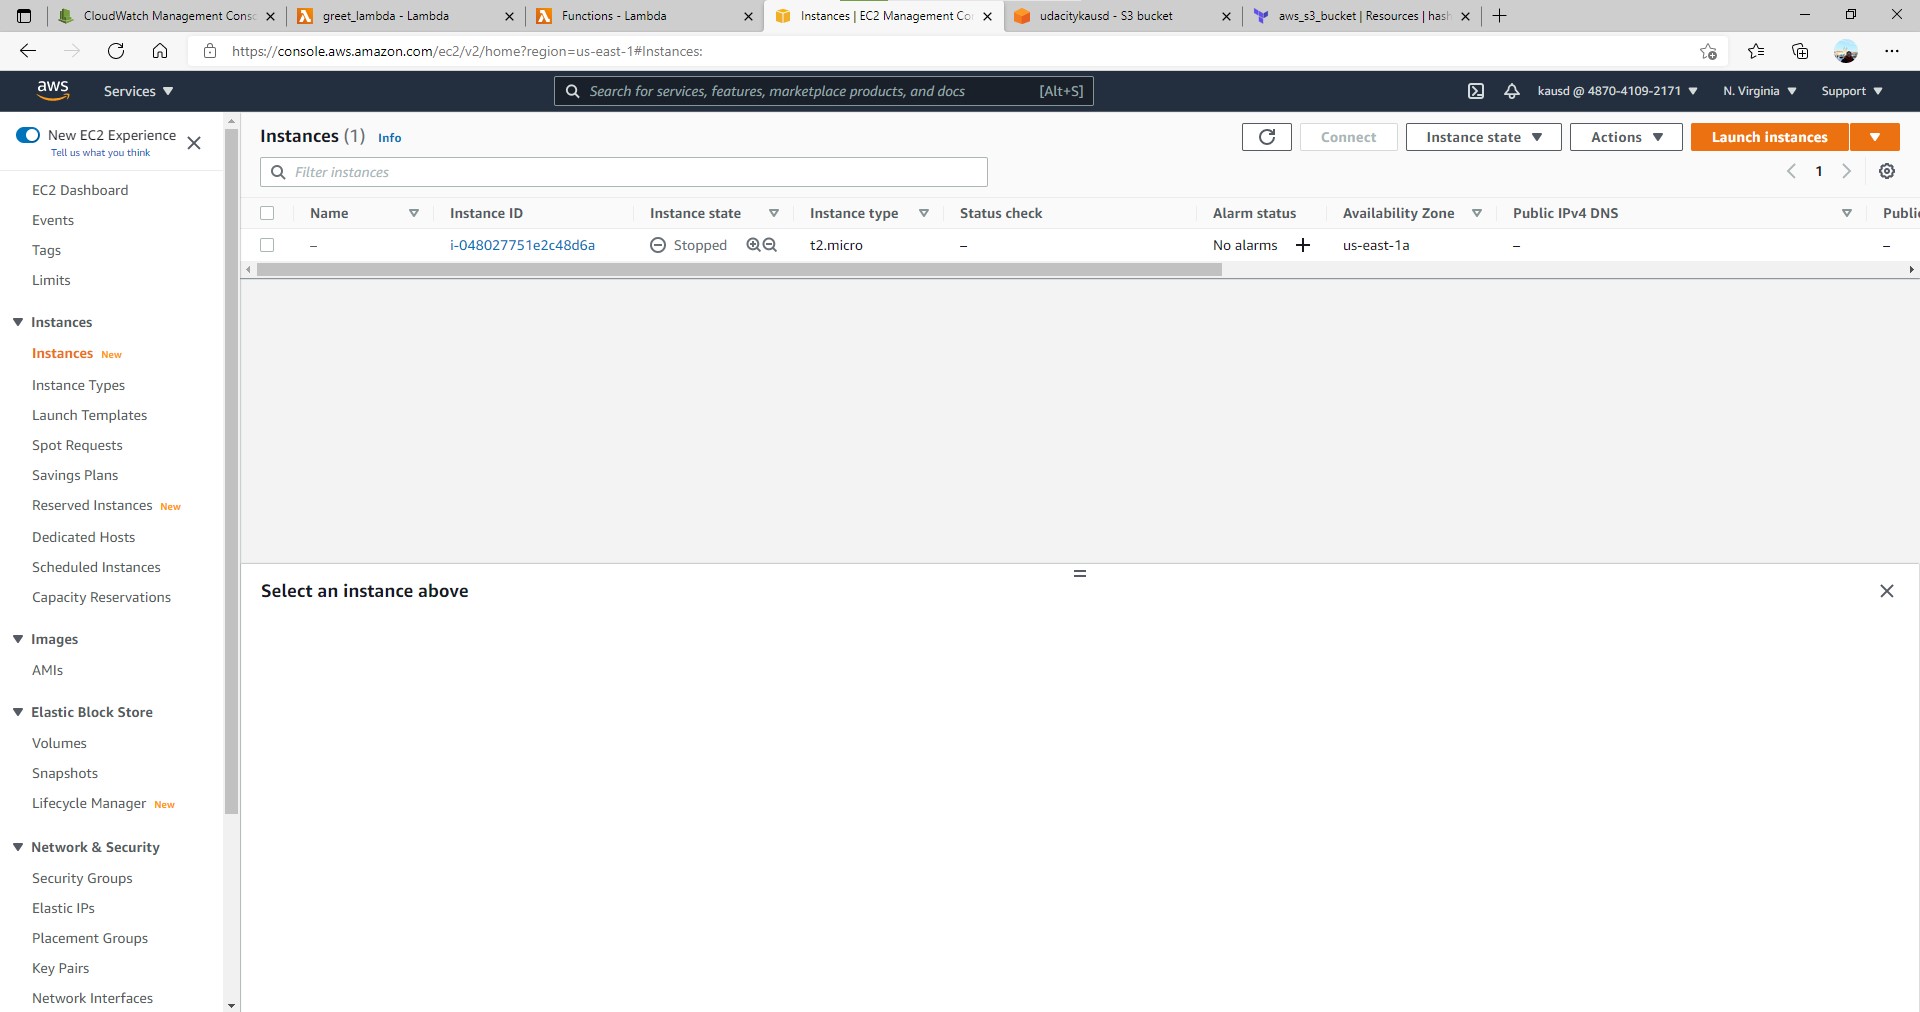 CloudWatch Management Consc
greet_lambda - Lambda
Functions - Lambda
Instances | EC2 Management Co
udacitykausd - S3 bucket
aws_s3_bucket | Resources | hash
https://console.aws.amazon.com/ec2/v2/home?region=us-east-1#Instances:
aws
Services
Search for services, features, marketplace products, and docs [Alt+S]
kausd @ 4870-4109-2171
N. Virginia
Support
New EC2 Experience
Tell us what you think
EC2 Dashboard
Events
Tags
Limits
Instances
Instances New
Instance Types
Launch Templates
Spot Requests
Savings Plans
Reserved Instances New
Dedicated Hosts
Scheduled Instances
Capacity Reservations
Images
AMIs
Elastic Block Store
Volumes
Snapshots
Lifecycle Manager New
Network & Security
Security Groups
Elastic IPs
Placement Groups
Key Pairs
Network Interfaces
Instances (1) Info
Connect
Instance state
Actions
Launch instances
Filter instances
1
Name Instance ID Instance state Instance type Status check Alarm status Availability Zone Public IPv4 DNS Public
– i-048027751e2c48d6a Stopped t2.micro – No alarms + us-east-1a – –
Select an instance above